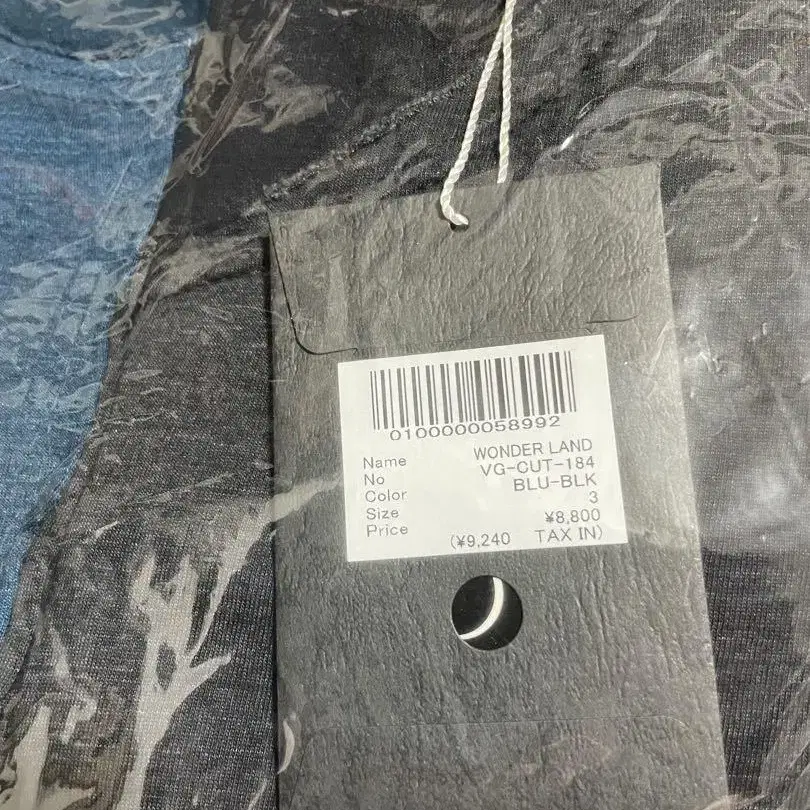 0100000058992
Name WONDER LAND
No VG-CUT-184
Color BLU-BLK
Size 3
Price ¥8,800
(¥9,240 TAX IN)